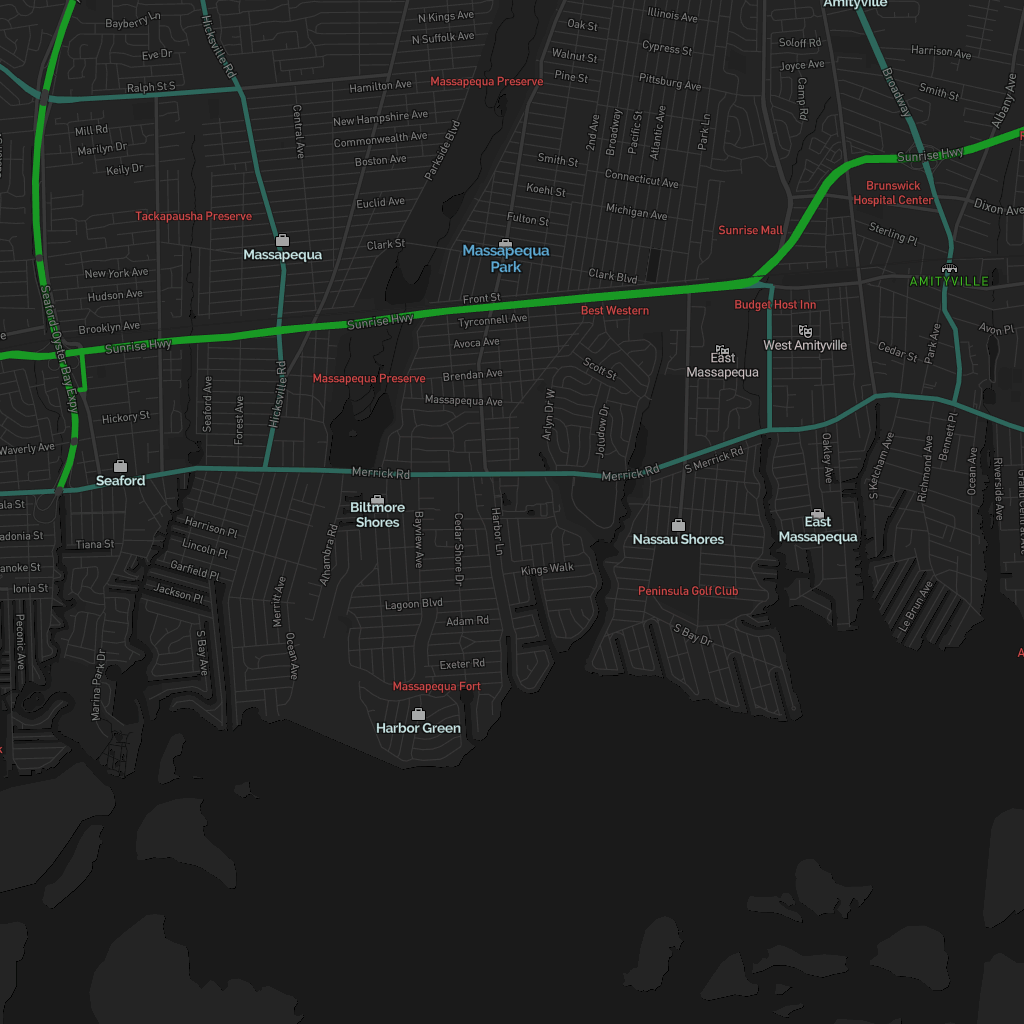 Amityville
Bayberry Ln
N Kings Ave
Illinois Ave
Oak St
N Suffolk Ave
Soloff Rd
Cypress St
Harrison Ave
Eve Dr
Hicksville Rd
Walnut St
Joyce Ave
Pine St
Pittsburg Ave
Massapequa Preserve
Hamilton Ave
Ralph St S
Camp Rd
Broadway
Smith St
Albany Ave
New Hampshire Ave
Central Ave
2nd Ave
Broadway
Pacific St
Atlantic Ave
Park Ln
Mill Rd
Commonwealth Ave
Marilyn Dr
Parkside Blvd
Boston Ave
Smith St
Sunrise Hwy
Keily Dr
Connecticut Ave
Koehl St
Brunswick
Hospital Center
Euclid Ave
Michigan Ave
Dixon Ave
Tackapausha Preserve
Fulton St
Sunrise Mall
Sterling Pl
Clark St
Massapequa
Massapequa
Park
New York Ave
Clark Blvd
AMITYVILLE
Hudson Ave
Front St
Budget Host Inn
Best Western
Seaford-Oyster Bay Expy
Brooklyn Ave
Sunrise Hwy
Tyrconnell Ave
Avon Pl
Sunrise Hwy
Avoca Ave
West Amityville
Park Ave
Cedar St
East
Massapequa
Scott St
Massapequa Preserve
Brendan Ave
Hicksville Rd
Seaford Ave
Forest Ave
Massapequa Ave
Arlyn Dr W
Joludow Dr
Hickory St
Bennett Pl
Waverly Ave
Oakley Ave
S Ketcham Ave
Richmond Ave
Ocean Ave
Riverside Ave
Merrick Rd
Merrick Rd
S Merrick Rd
Seaford
Biltmore
Shores
East
Massapequa
Nassau Shores
Harrison Pl
Alhambra Rd
Bayview Ave
Cedar Shore Dr
Harbor Ln
Tiana St
Lincoln Pl
Garfield Pl
Kings Walk
Ionia St
Jackson Pl
Merritt Ave
Peninsula Golf Club
Lagoon Blvd
Le Brun Ave
Adam Rd
Peconic Ave
S Bay Ave
Ocean Ave
S Bay Dr
Exeter Rd
Marina Park Dr
Massapequa Fort
Harbor Green